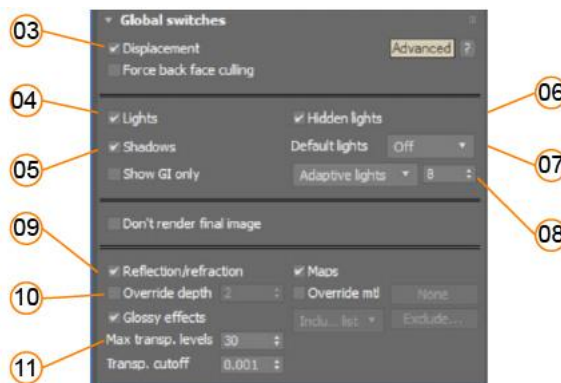 Global switches
03
Displacement Advanced ?
Force back face culling
04 06
Lights Hidden lights
05 07
Shadows Default lights Off
Show GI only Adaptive lights 8
08
Don't render final image
09
Reflection/refraction Maps
10
Override depth 2 Override mtl None
Glossy effects Inclu... list Exclude...
11
Max transp. levels 30
Transp. cutoff 0.001